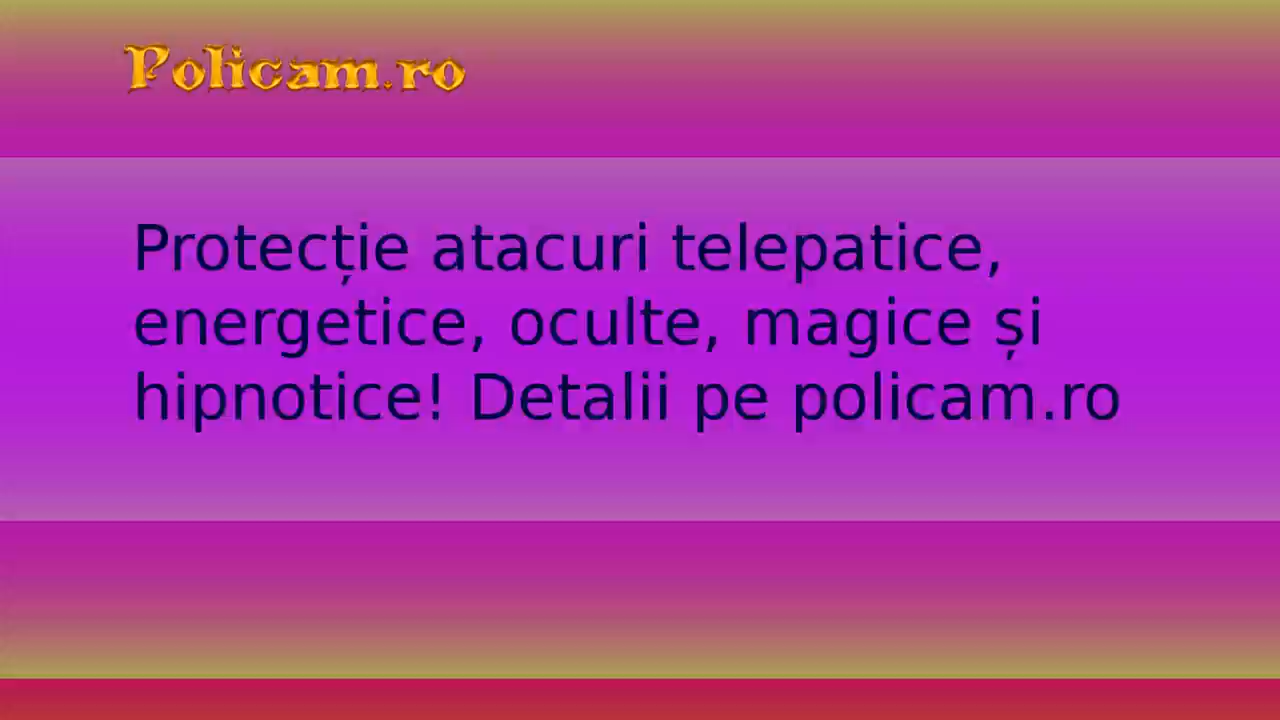 Policam.ro
Protecție atacuri telepatice,
energetice, oculte, magice și
hipnotice! Detalii pe policam.ro